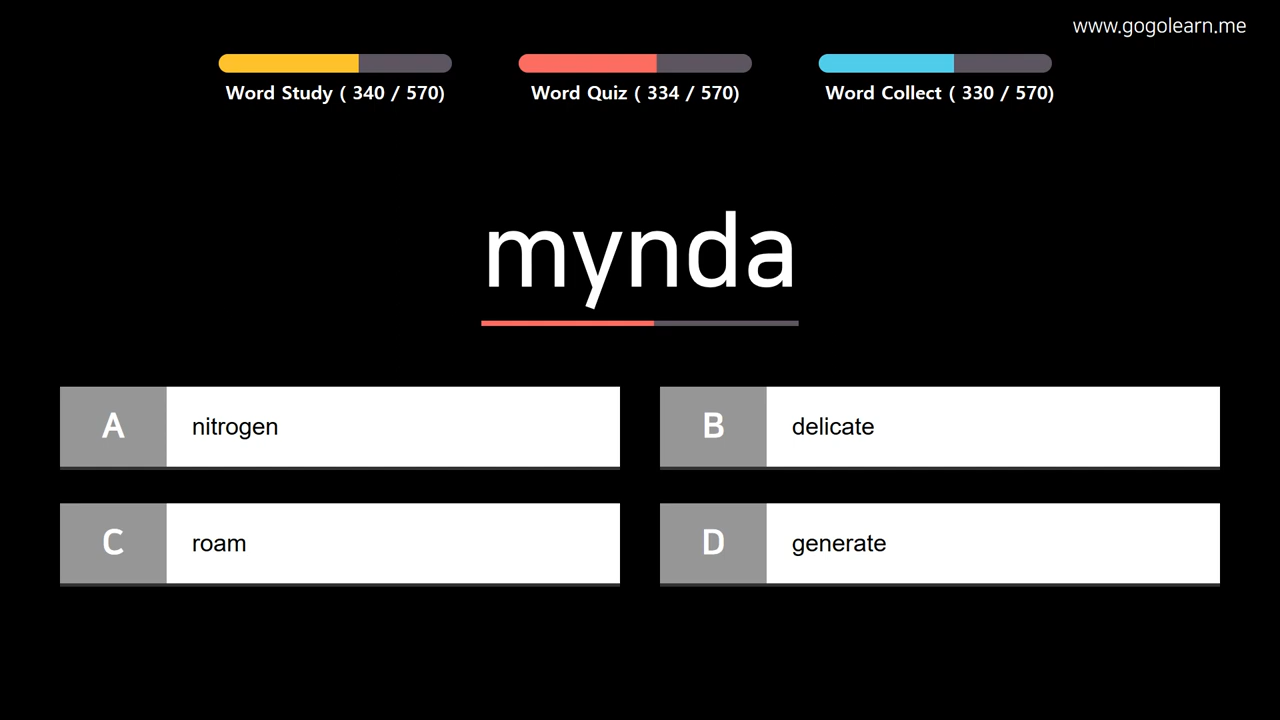 www.gogolearn.me
Word Study ( 340 / 570)
Word Quiz ( 334 / 570)
Word Collect ( 330 / 570)
mynda
A nitrogen
B delicate
C roam
D generate